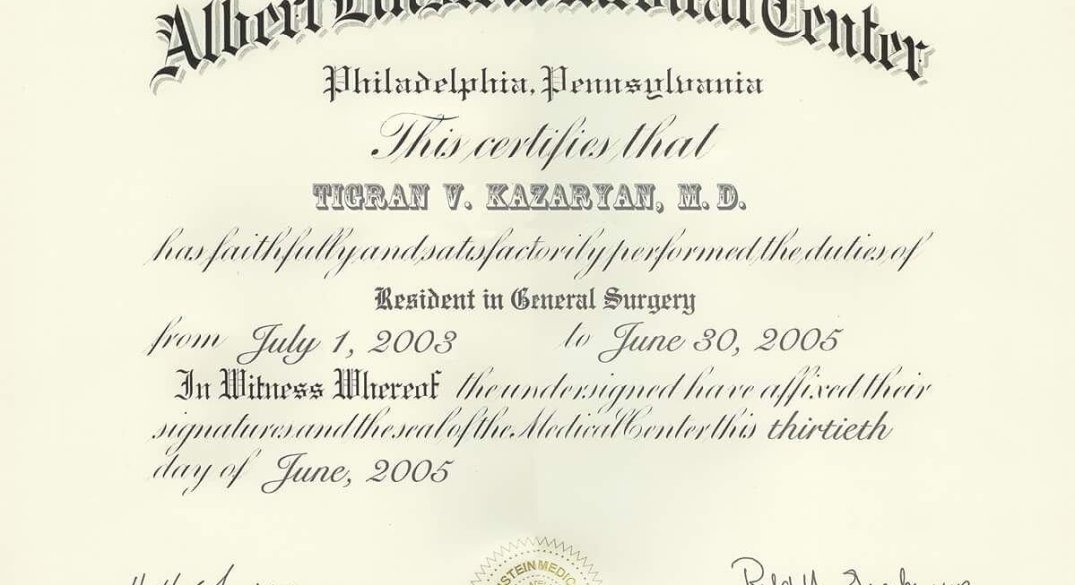 Albert Einstein Medical Center
Philadelphia, Pennsylvania
This certifies that
TIGRAN V. KAZARYAN, M. D.
has faithfully and satisfactorily performed the duties of
Resident in General Surgery
from July 1, 2003 to June 30, 2005
In Witness Whereof the undersigned have affixed their
signatures and the seal of the Medical Center this thirtieth
day of June, 2005